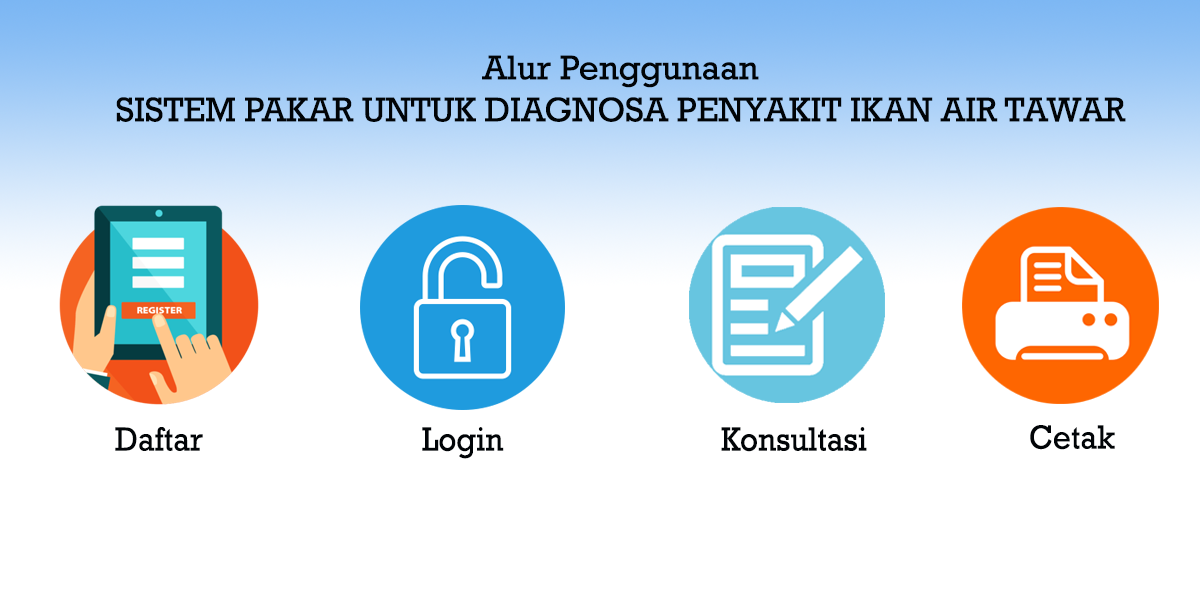 Alur Penggunaan
SISTEM PAKAR UNTUK DIAGNOSA PENYAKIT IKAN AIR TAWAR
REGISTER
Daftar
Login
Konsultasi
Cetak